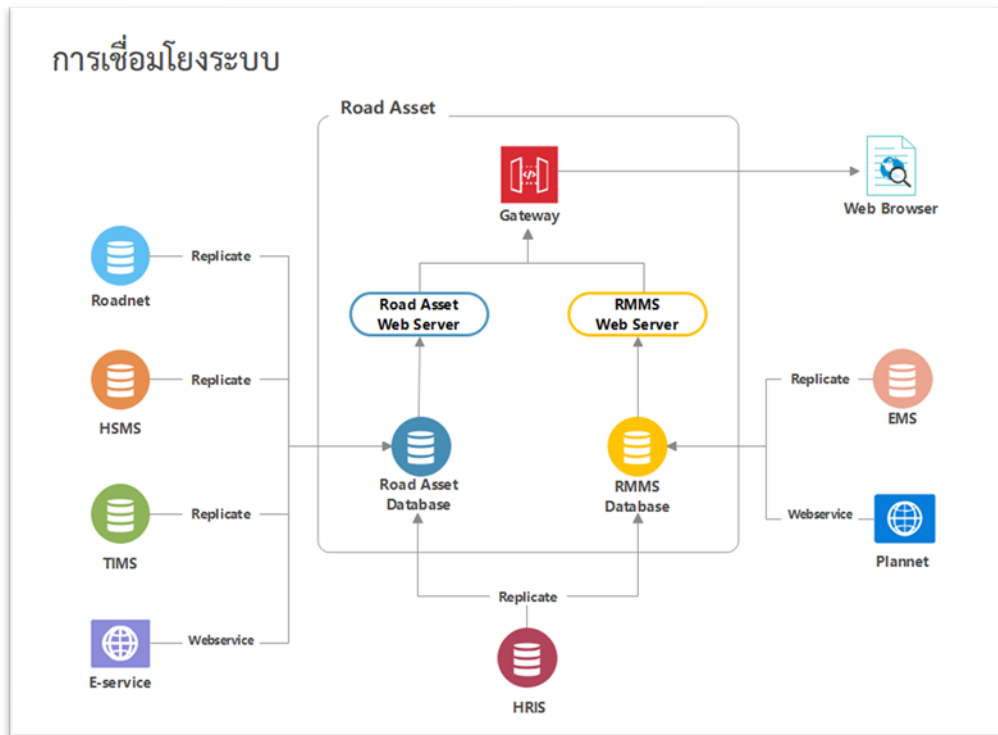 การเชื่อมโยงระบบ
Road Asset
Gateway
Web Browser
Replicate
Roadnet
Road Asset
Web Server
RMMS
Web Server
Replicate
HSMS
Replicate
EMS
Road Asset
Database
RMMS
Database
Replicate
TIMS
Webservice
Plannet
Replicate
Webservice
E-service
HRIS